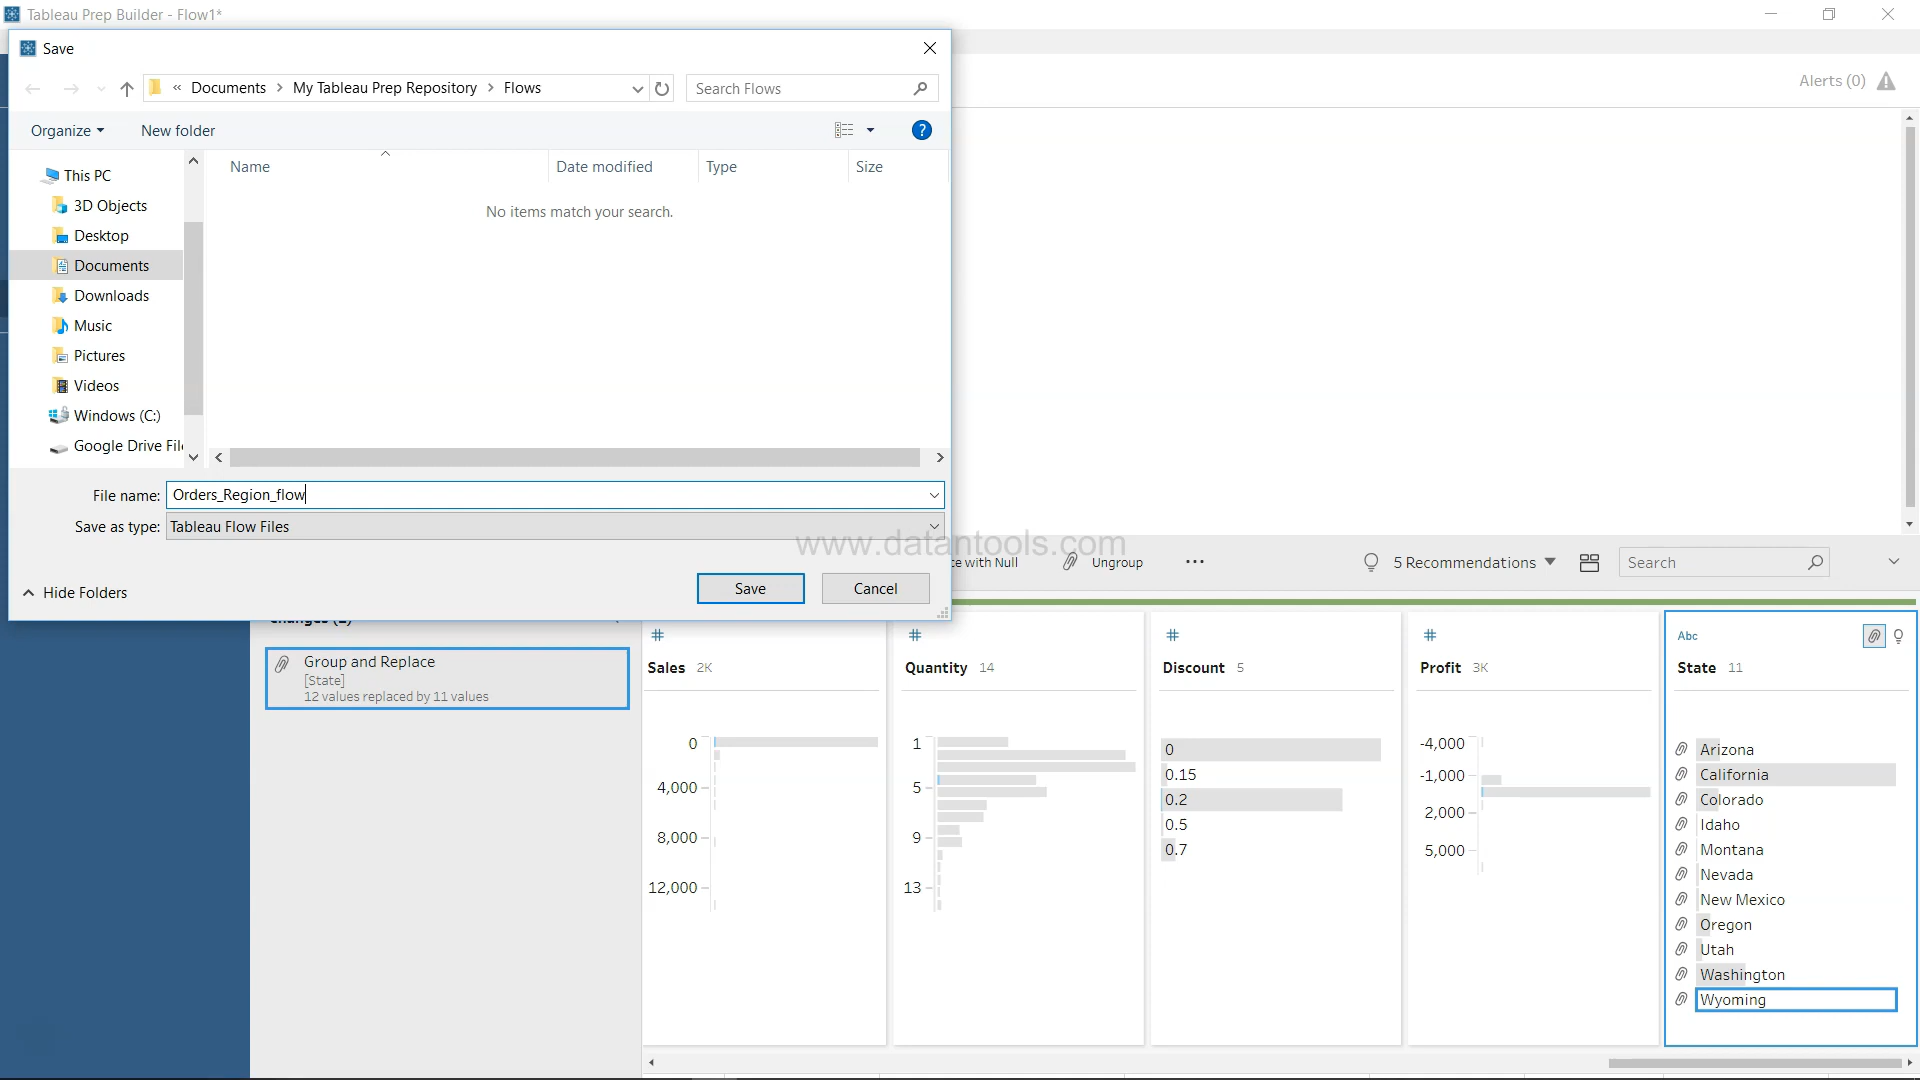 Tableau Prep Builder - Flow1*
Save
« Documents > My Tableau Prep Repository > Flows
Search Flows
Alerts (0)
Organize
New folder
?
Name
Date modified
Type
Size
No items match your search.
This PC
3D Objects
Desktop
Documents
Downloads
Music
Pictures
Videos
Windows (C:)
Google Drive File
File name: Orders_Region_flow
Save as type: Tableau Flow Files
www.datantools.com
Hide Folders
Save
Cancel
ce with Null
Ungroup
...
5 Recommendations
Search
Changes (2)
Group and Replace
[State]
12 values replaced by 11 values
#
Sales 2K
0
4,000
8,000
12,000
#
Quantity 14
1
5
9
13
#
Discount 5
0
0.15
0.2
0.5
0.7
#
Profit 3K
-4,000
-1,000
2,000
5,000
Abc
State 11
Arizona
California
Colorado
Idaho
Montana
Nevada
New Mexico
Oregon
Utah
Washington
Wyoming